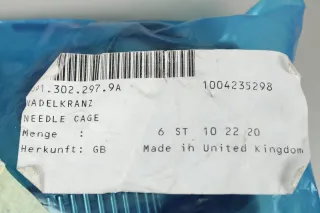 .302.297.9A 1004235298
NADELKRANZ
NEEDLE CAGE
Menge : 6 ST 10 22 20
Herkunft: GB Made in United Kingdom